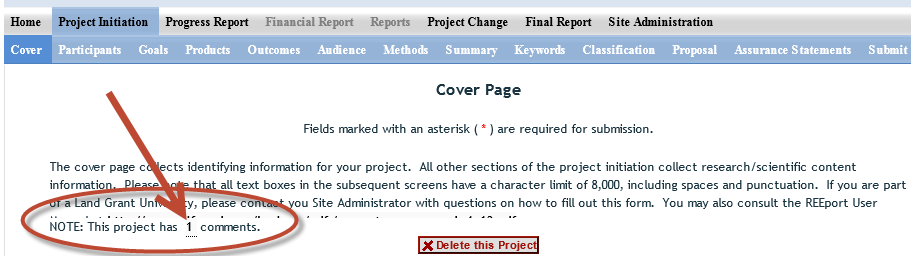 Home Project Initiation Progress Report Financial Report Reports Project Change Final Report Site Administration
Cover Participants Goals Products Outcomes Audience Methods Summary Keywords Classification Proposal Assurance Statements Submit
Cover Page
Fields marked with an asterisk ( * ) are required for submission.
The cover page collects identifying information for your project. All other sections of the project initiation collect research/scientific content
information. Please note that all text boxes in the subsequent screens have a character limit of 8,000, including spaces and punctuation. If you are part
of a Land Grant University, please contact you Site Administrator with questions on how to fill out this form. You may also consult the REEport User
NOTE: This project has 1 comments.
Delete this Project